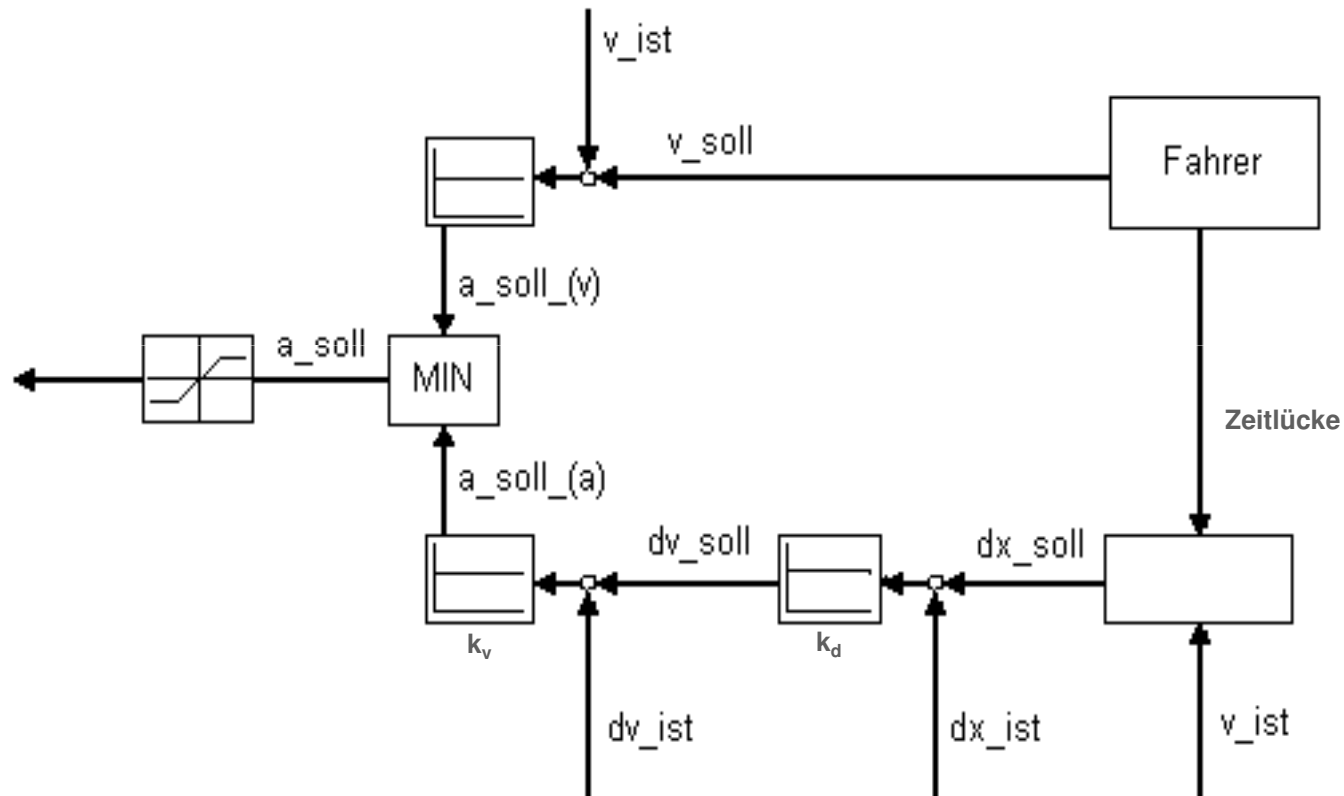 v_ist
v_soll
Fahrer
a_soll_(v)
a_soll
MIN
Zeitlücke
a_soll_(a)
dv_soll
dx_soll
kv
kd
dv_ist
dx_ist
v_ist